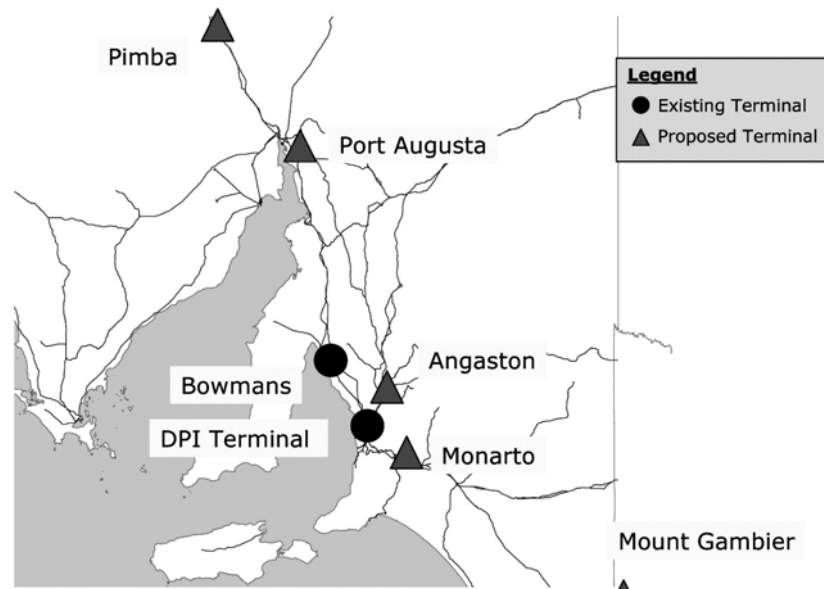 Pimba
Legend
Existing Terminal
Proposed Terminal
Port Augusta
Angaston
Bowmans
DPI Terminal
Monarto
Mount Gambier